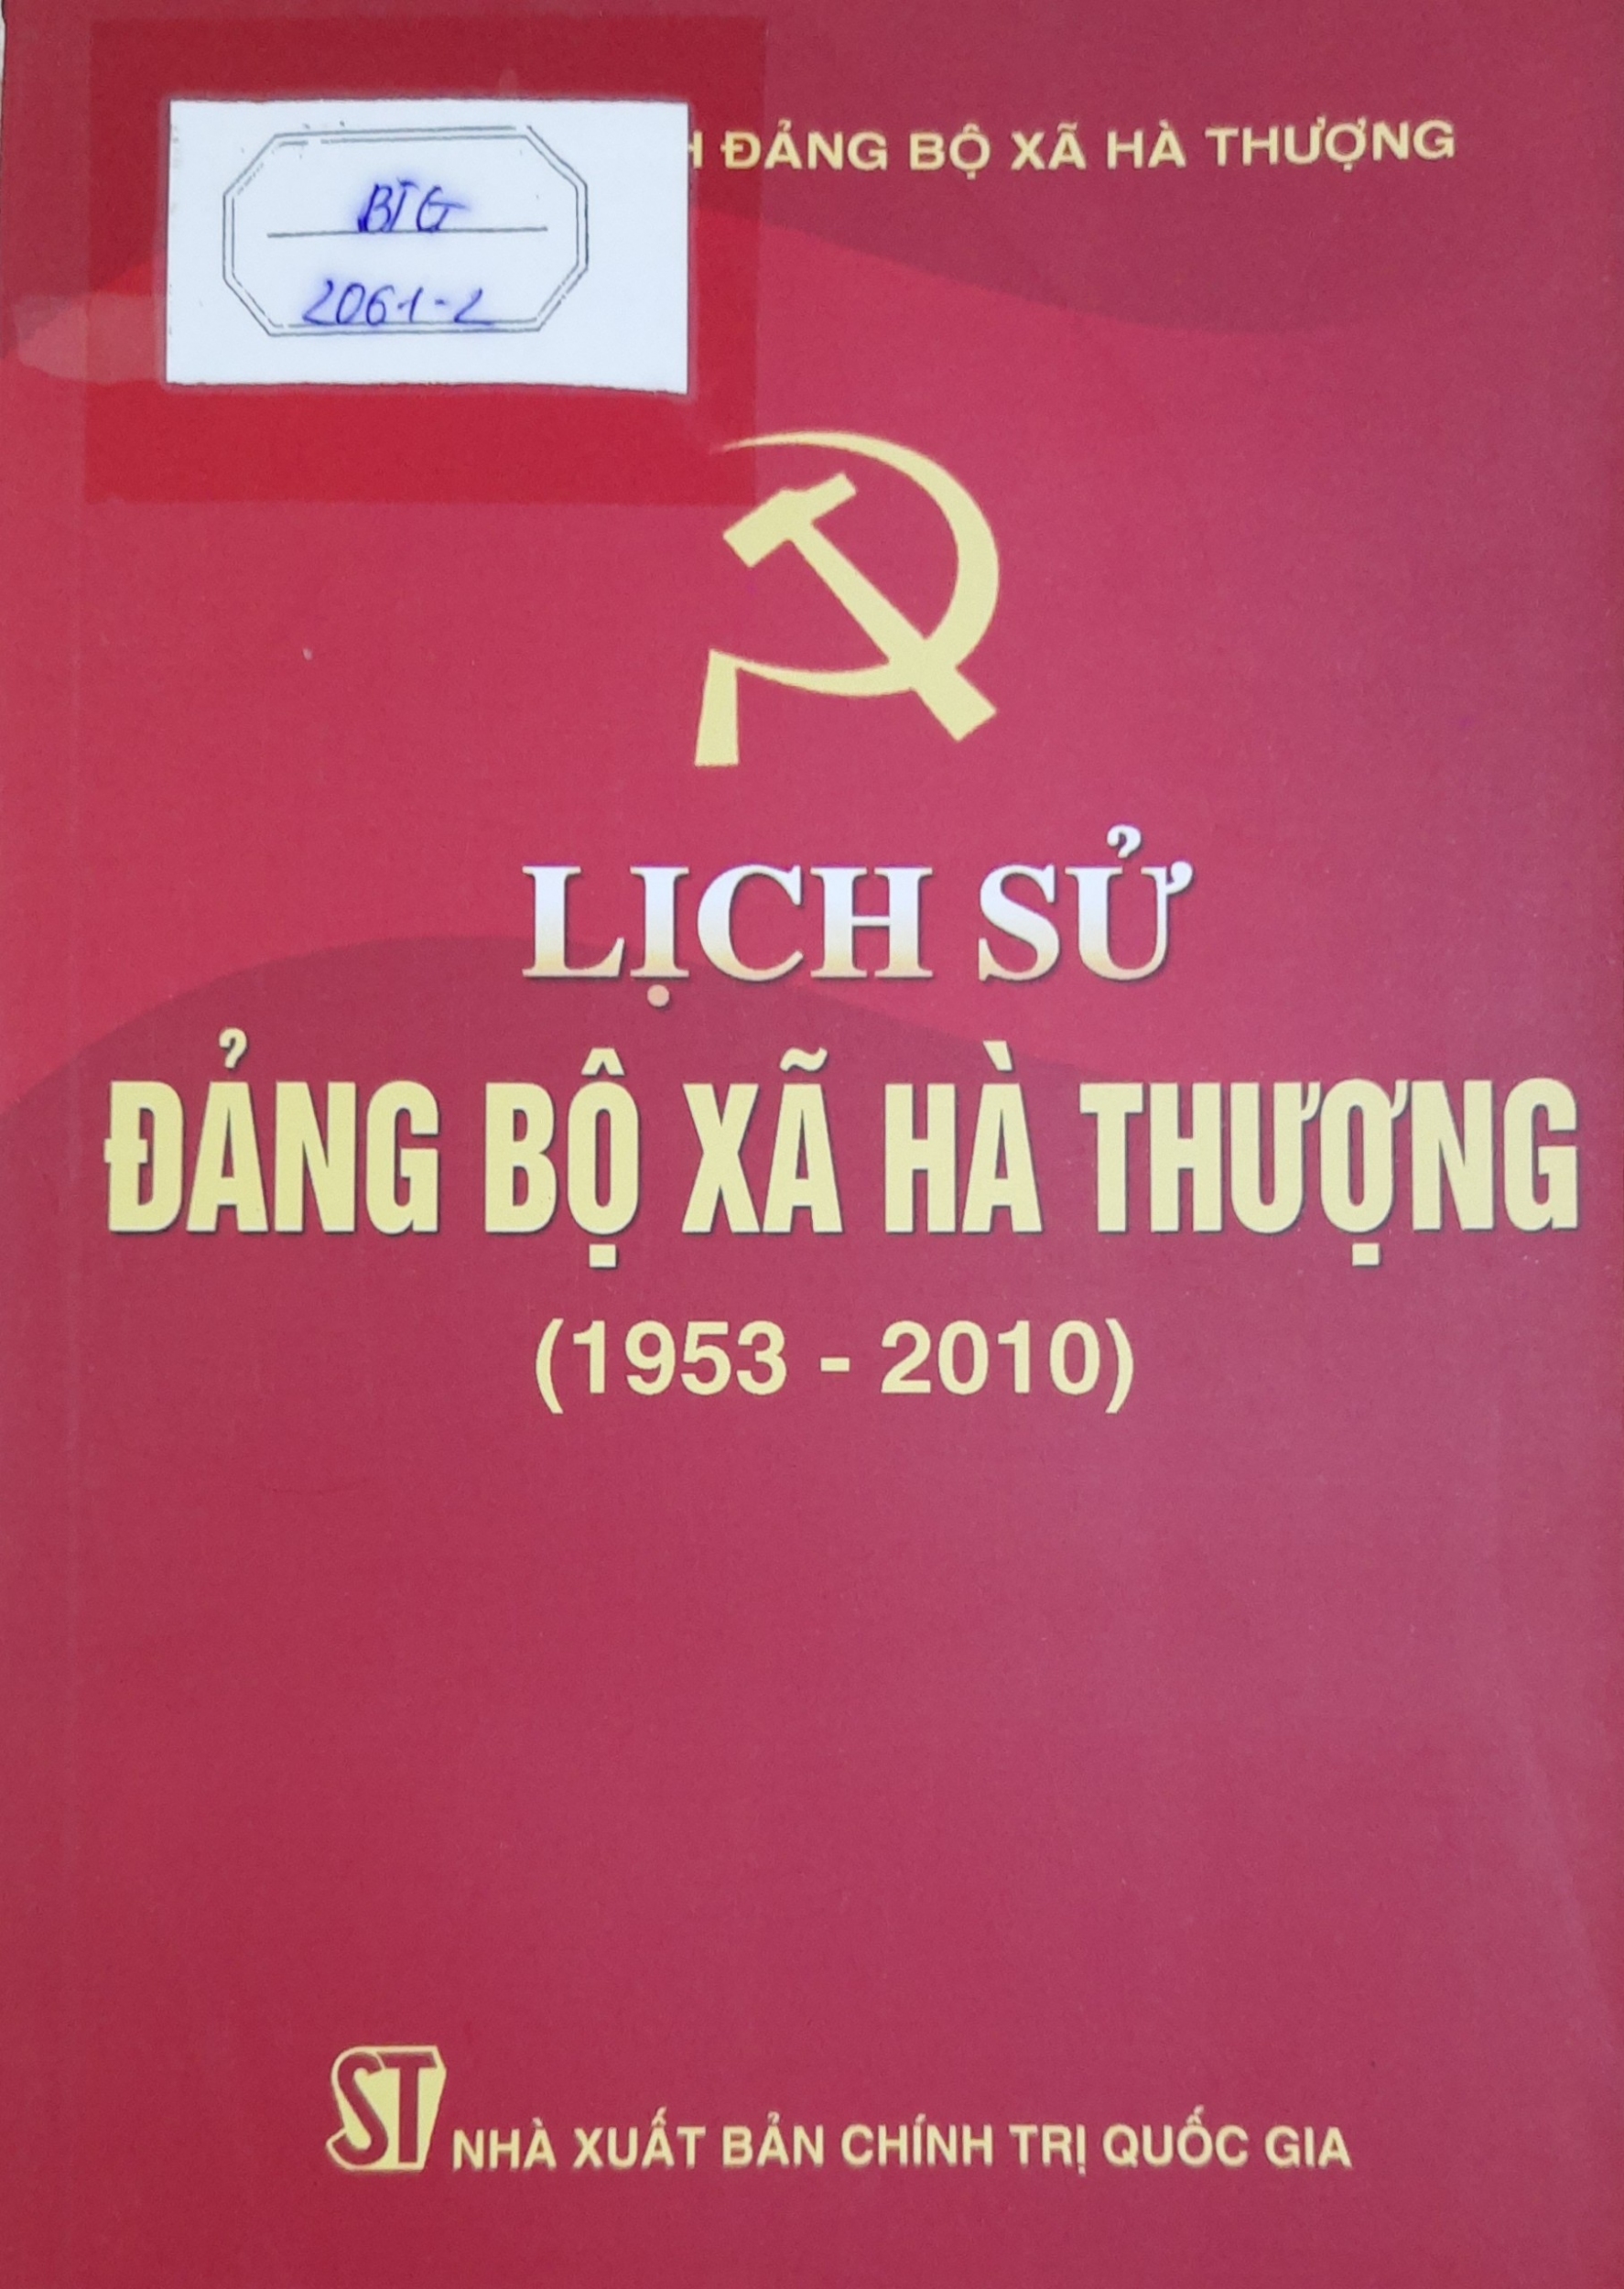 ĐẢNG BỘ XÃ HÀ THƯỢNG
BTG
2061-2
LỊCH SỬ
ĐẢNG BỘ XÃ HÀ THƯỢNG
(1953 - 2010)
ST NHÀ XUẤT BẢN CHÍNH TRỊ QUỐC GIA